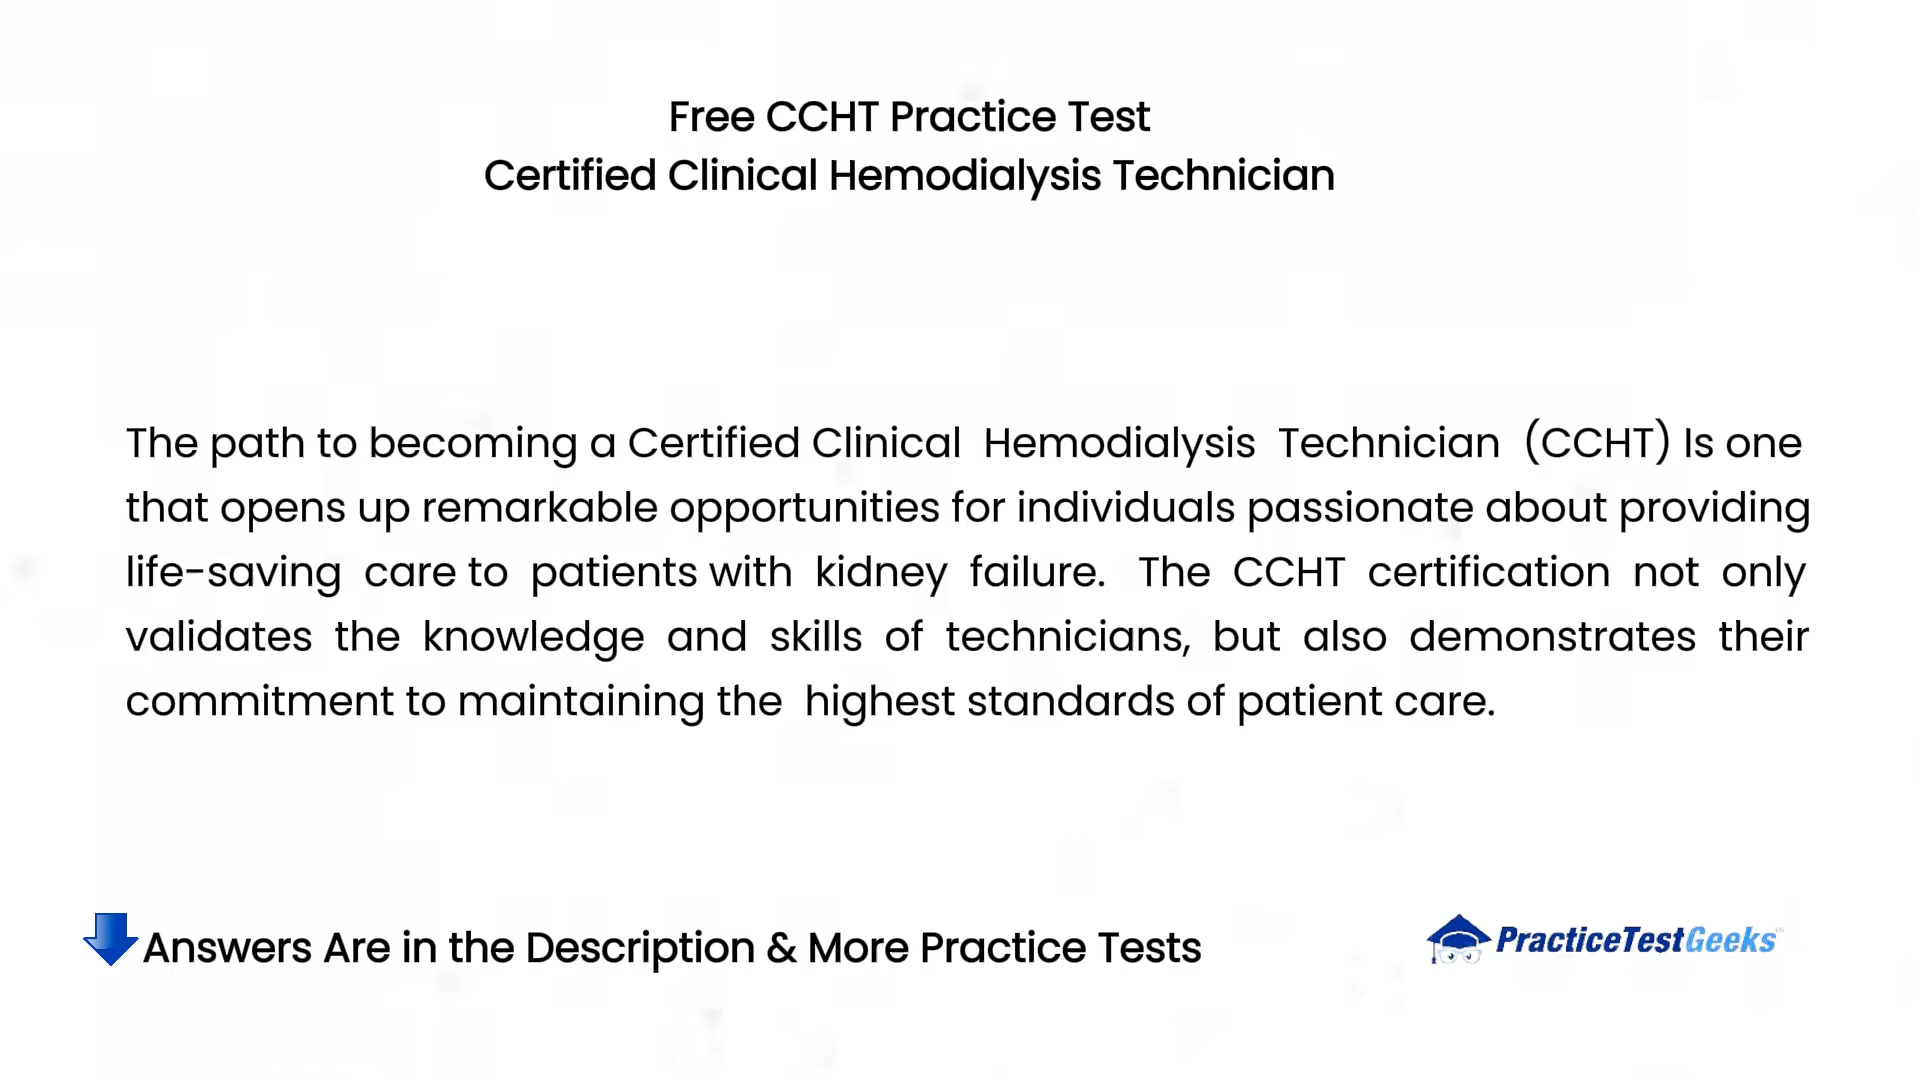 Free CCHT Practice Test
Certified Clinical Hemodialysis Technician
The path to becoming a Certified Clinical Hemodialysis Technician (CCHT) Is one
that opens up remarkable opportunities for individuals passionate about providing
life-saving care to patients with kidney failure. The CCHT certification not only
validates the knowledge and skills of technicians, but also demonstrates their
commitment to maintaining the highest standards of patient care.
Answers Are in the Description & More Practice Tests
PracticeTestGeeks